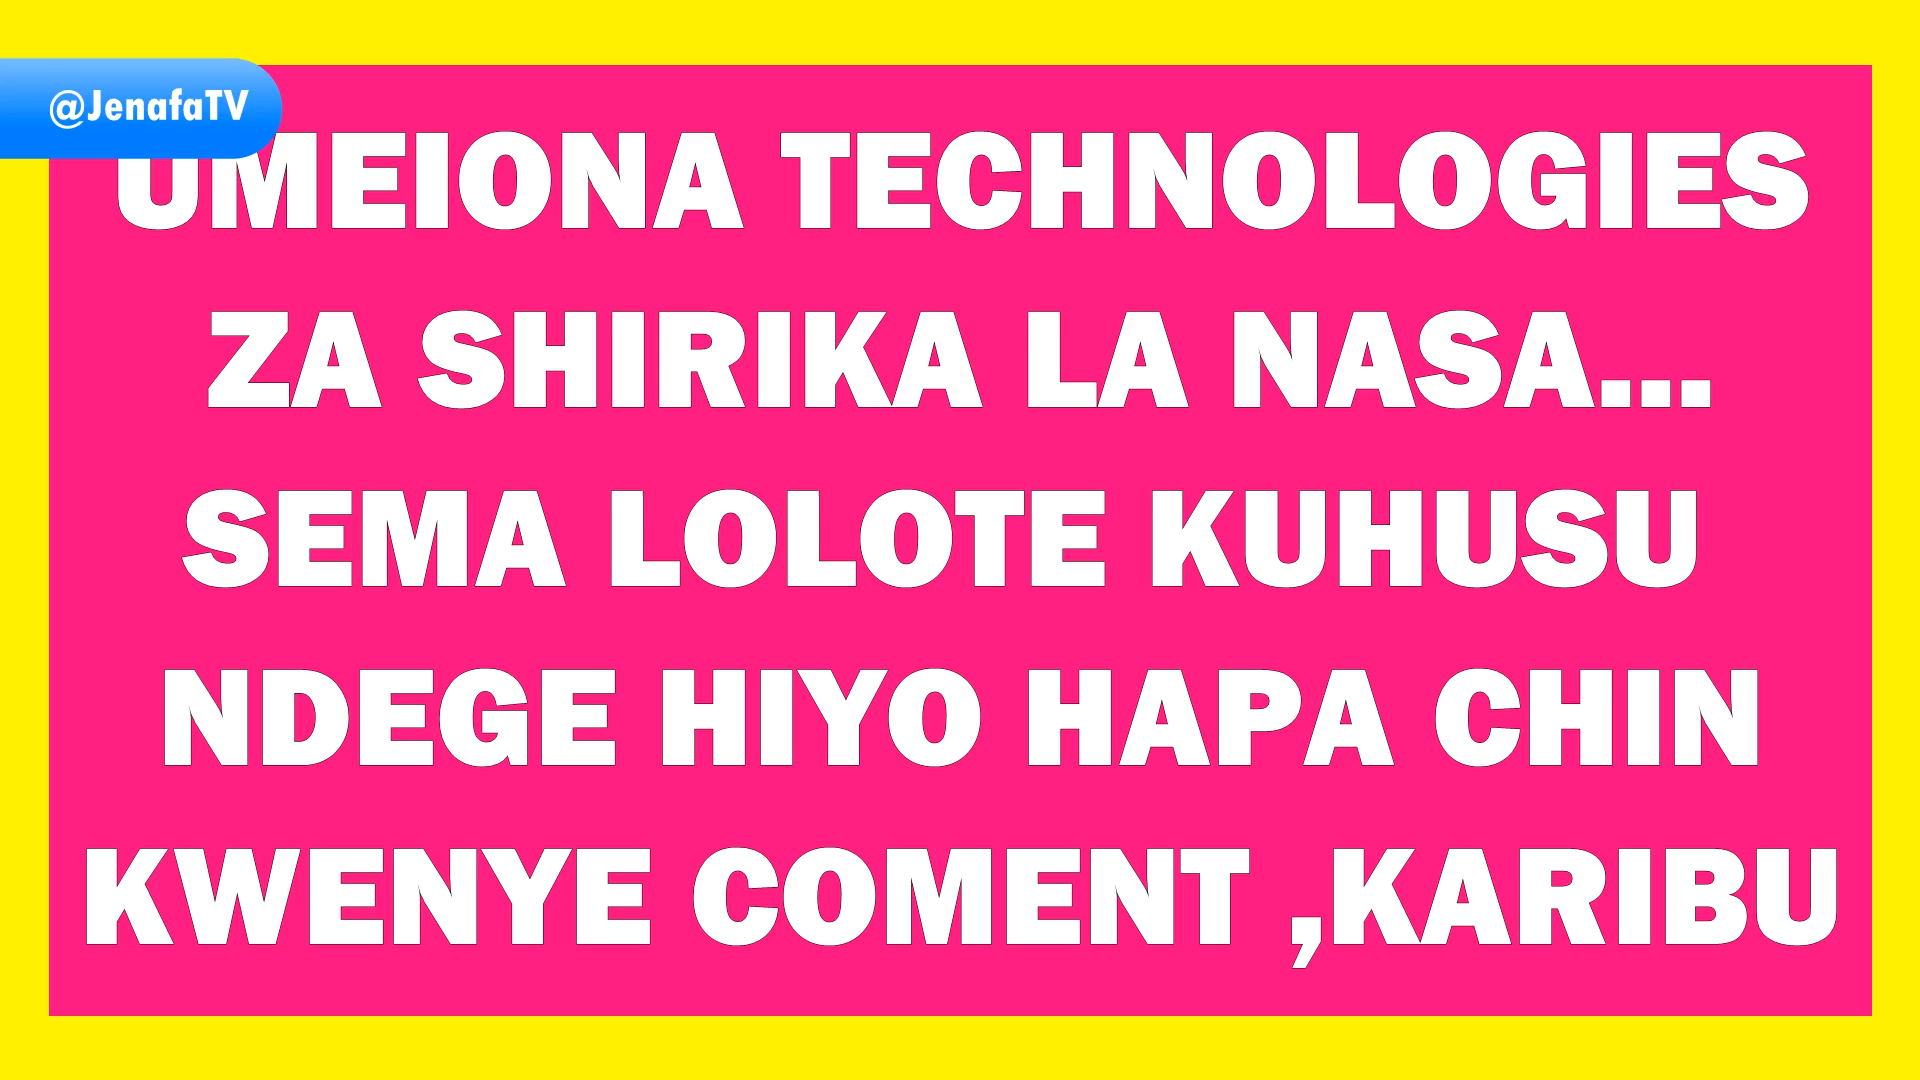 @JenafaTV
UMEIONA TECHNOLOGIES
ZA SHIRIKA LA NASA...
SEMA LOLOTE KUHUSU
NDEGE HIYO HAPA CHIN
KWENYE COMENT ,KARIBU